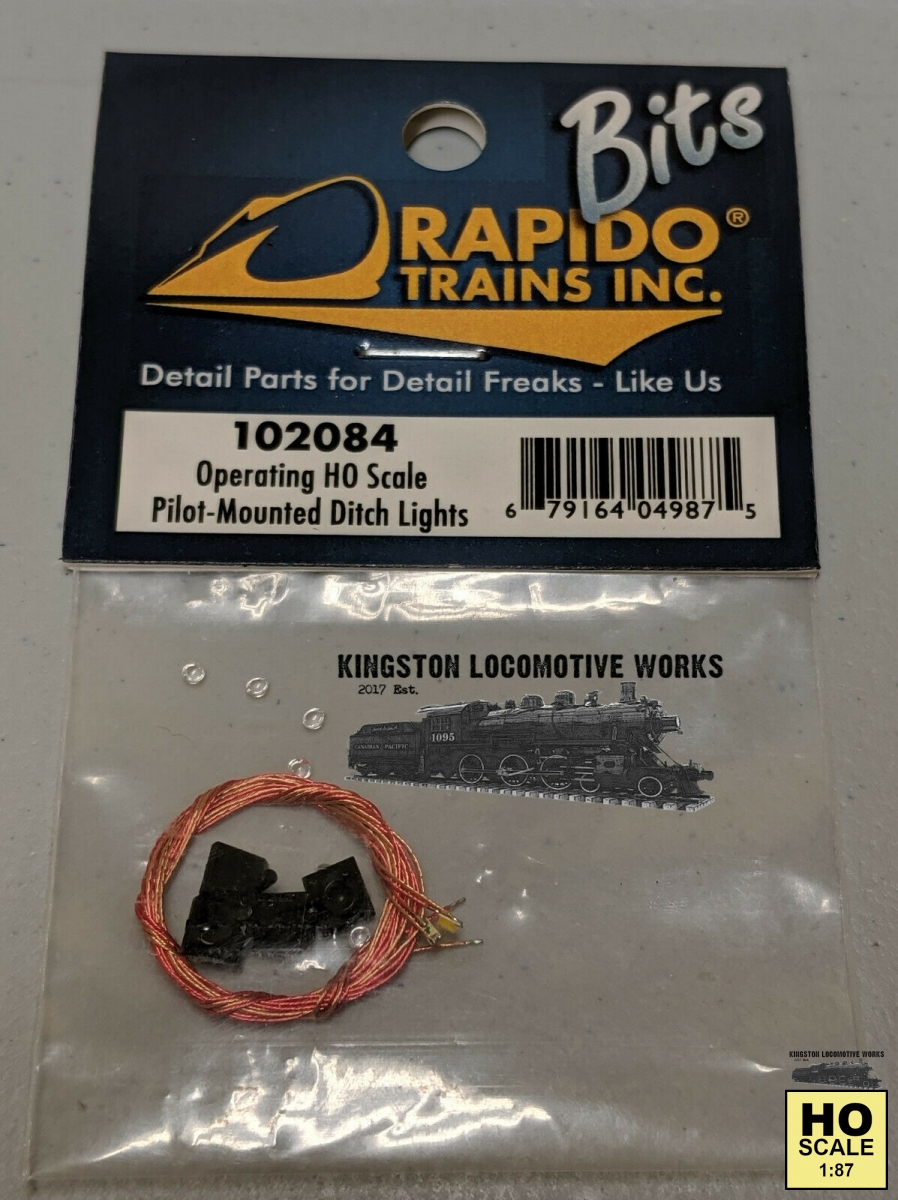 Bits
RAPIDO®
TRAINS INC.
Detail Parts for Detail Freaks - Like Us
102084
Operating HO Scale
Pilot-Mounted Ditch Lights
6 79164 04987 5
KINGSTON LOCOMOTIVE WORKS
2017 Est.
1095
CANADIAN PACIFIC
KINGSTON LOCOMOTIVE WORKS
2017 Est.
HO
SCALE
1:87